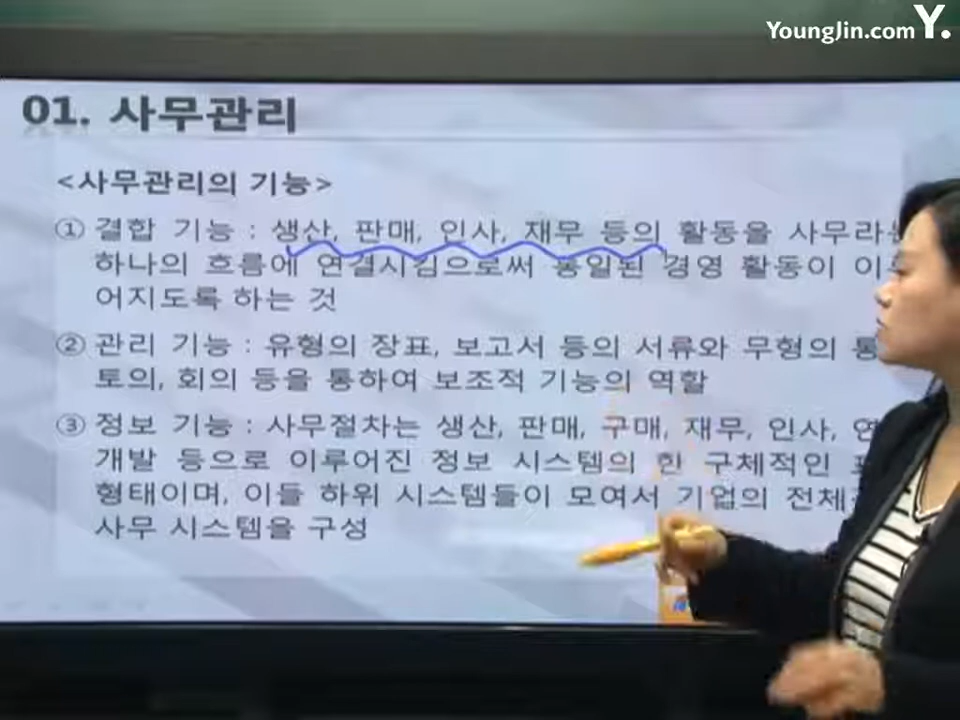 YoungJin.com Y.
01. 사무관리
<사무관리의 기능>
① 결합 기능 : 생산, 판매, 인사, 재무 등의 활동을 사무라는
하나의 흐름에 연결시킴으로써 통일된 경영 활동이
어지도록 하는 것
② 관리 기능 : 유형의 장표, 보고서 등의 서류와 무형의
토의, 회의 등을 통하여 보조적 기능의 역할
③ 정보 기능 : 사무절차는 생산, 판매, 구매, 재무, 인사,
개발 등으로 이루어진 정보 시스템의 한 구체적인
형태이며, 이들 하위 시스템들이 모여서 기업의
사무 시스템을 구성